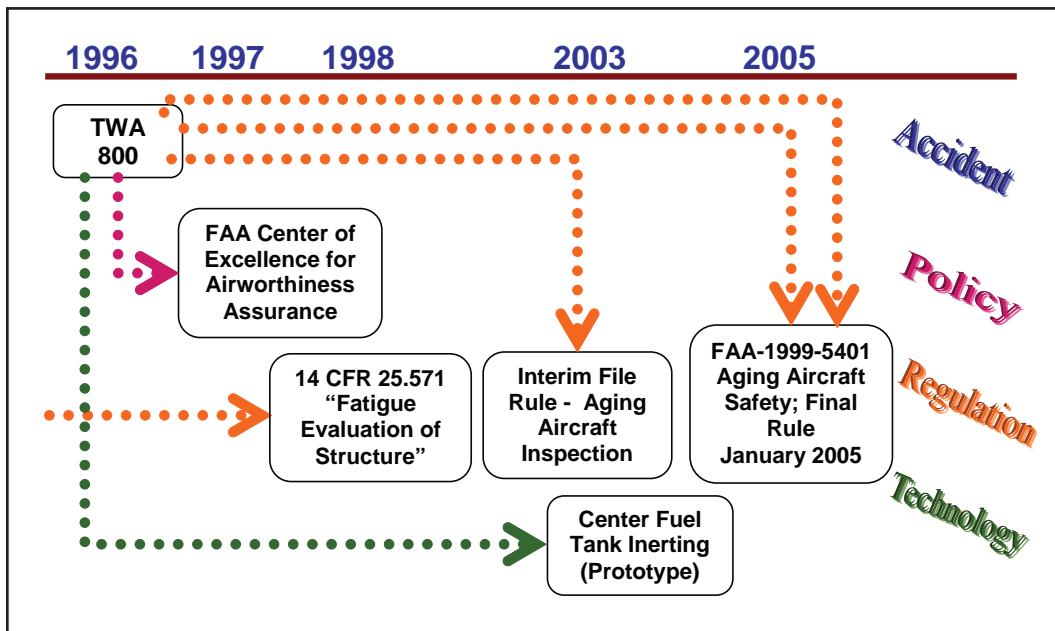 1996 1997 1998 2003 2005
TWA
800
Accident
FAA Center of
Excellence for
Airworthiness
Assurance
Policy
14 CFR 25.571
“Fatigue
Evaluation of
Structure”
Interim File
Rule - Aging
Aircraft
Inspection
FAA-1999-5401
Aging Aircraft
Safety; Final
Rule
January 2005
Regulation
Center Fuel
Tank Inerting
(Prototype)
Technology